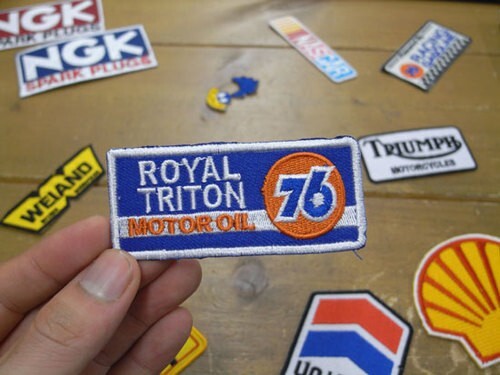 NGK
SPARK PLUGS
NGK
SPARK PLUGS
TRIUMPH
MOTORCYCLES
WEIAND
ROYAL
TRITON
MOTOR OIL
76